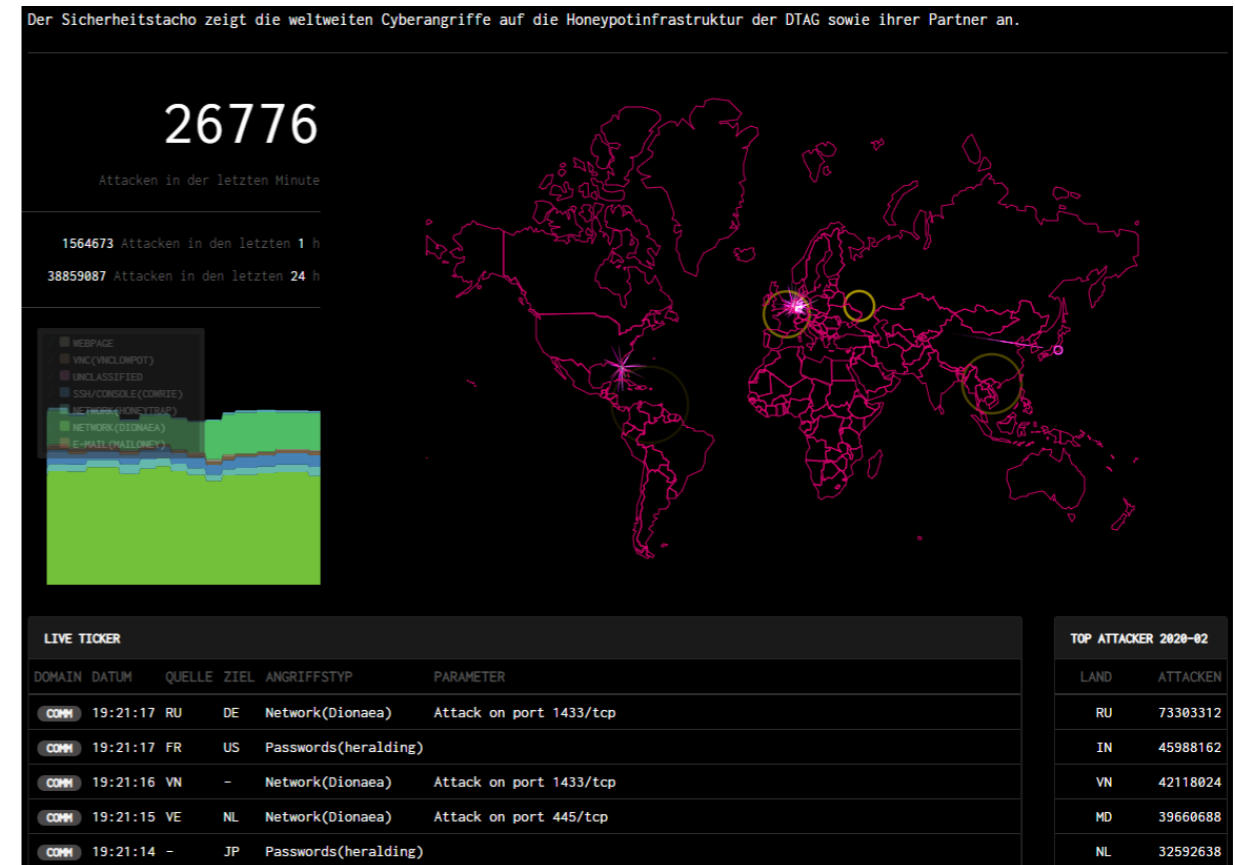 Der Sicherheitstacho zeigt die weltweiten Cyberangriffe auf die Honeypotinfrastruktur der DTAG sowie ihrer Partner an.
26776
Attacken in der letzten Minute
1564673 Attacken in den letzten 1 h
38859087 Attacken in den letzten 24 h
WEBPAGE
VNC(VNCLOWPOT)
UNCLASSIFIED
SSH/CONSOLE(COWRIE)
NETWORK(HONEYTRAP)
NETWORK(DIONAEA)
E-MAIL(MAILONEY)
LIVE TICKER
DOMAIN DATUM QUELLE ZIEL ANGRIFFSTYP PARAMETER
COMM 19:21:17 RU DE Network(Dionaea) Attack on port 1433/tcp
COMM 19:21:17 FR US Passwords(heralding)
COMM 19:21:16 VN - Network(Dionaea) Attack on port 1433/tcp
COMM 19:21:15 VE NL Network(Dionaea) Attack on port 445/tcp
COMM 19:21:14 - JP Passwords(heralding)
TOP ATTACKER 2020-02
LAND ATTACKEN
RU 73303312
IN 45988162
VN 42118024
MD 39660688
NL 32592638